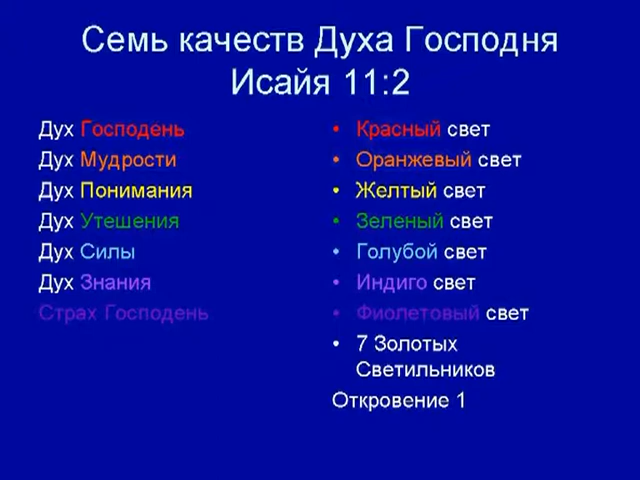 Семь качеств Духа Господня
Исайя 11:2
Дух Господень
Дух Мудрости
Дух Понимания
Дух Утешения
Дух Силы
Дух Знания
Страх Господень
• Красный свет
• Оранжевый свет
• Желтый свет
• Зеленый свет
• Голубой свет
• Индиго свет
• Фиолетовый свет
• 7 Золотых
Светильников
Откровение 1